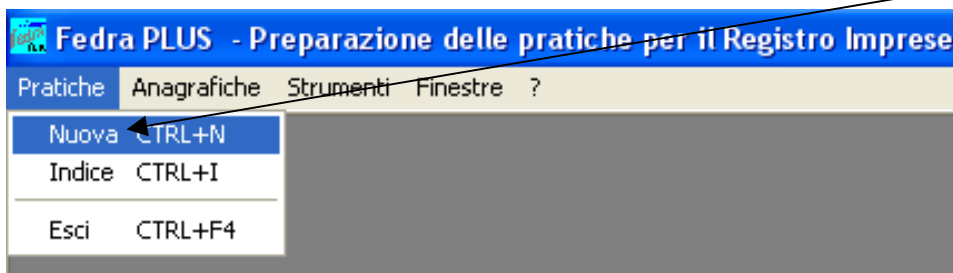 Fedra PLUS - Preparazione delle pratiche per il Registro Imprese
Pratiche Anagrafiche Strumenti Finestre ?
Nuova CTRL+N
Indice CTRL+I
Esci CTRL+F4